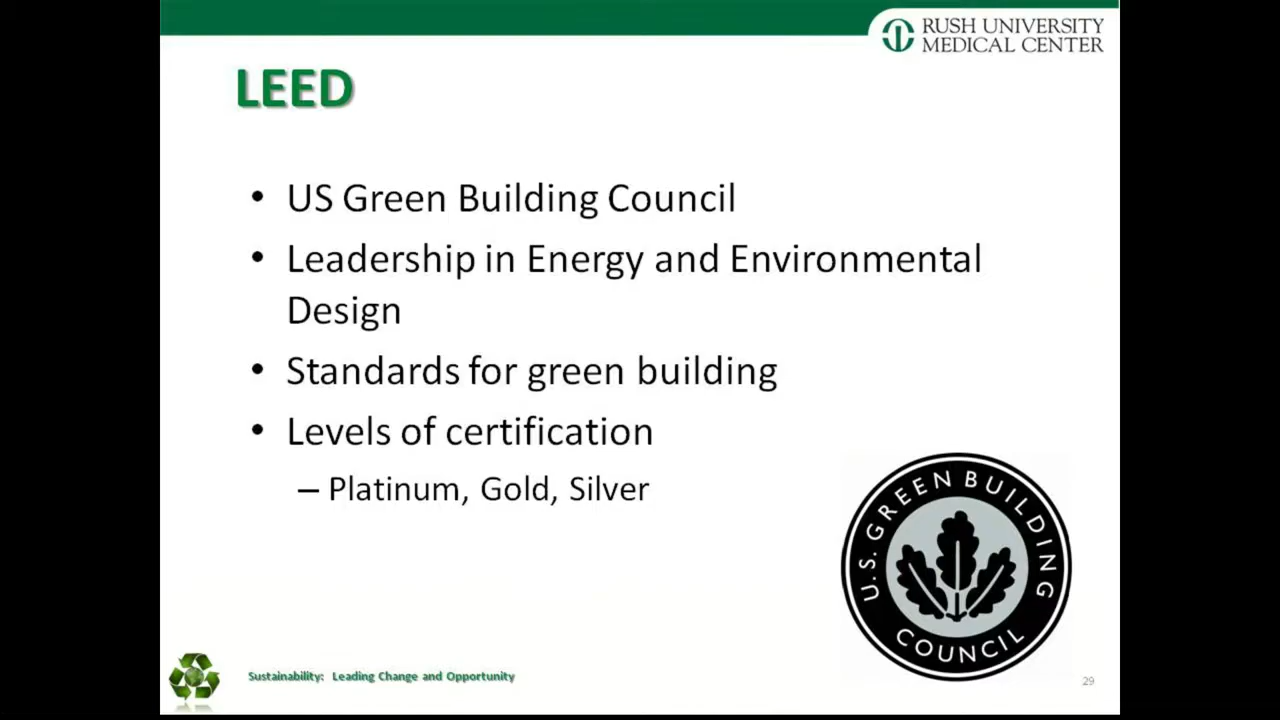 RUSH UNIVERSITY
MEDICAL CENTER
LEED
• US Green Building Council
• Leadership in Energy and Environmental
Design
• Standards for green building
• Levels of certification
– Platinum, Gold, Silver
U.S. GREEN BUILDING
COUNCIL
Sustainability: Leading Change and Opportunity
29